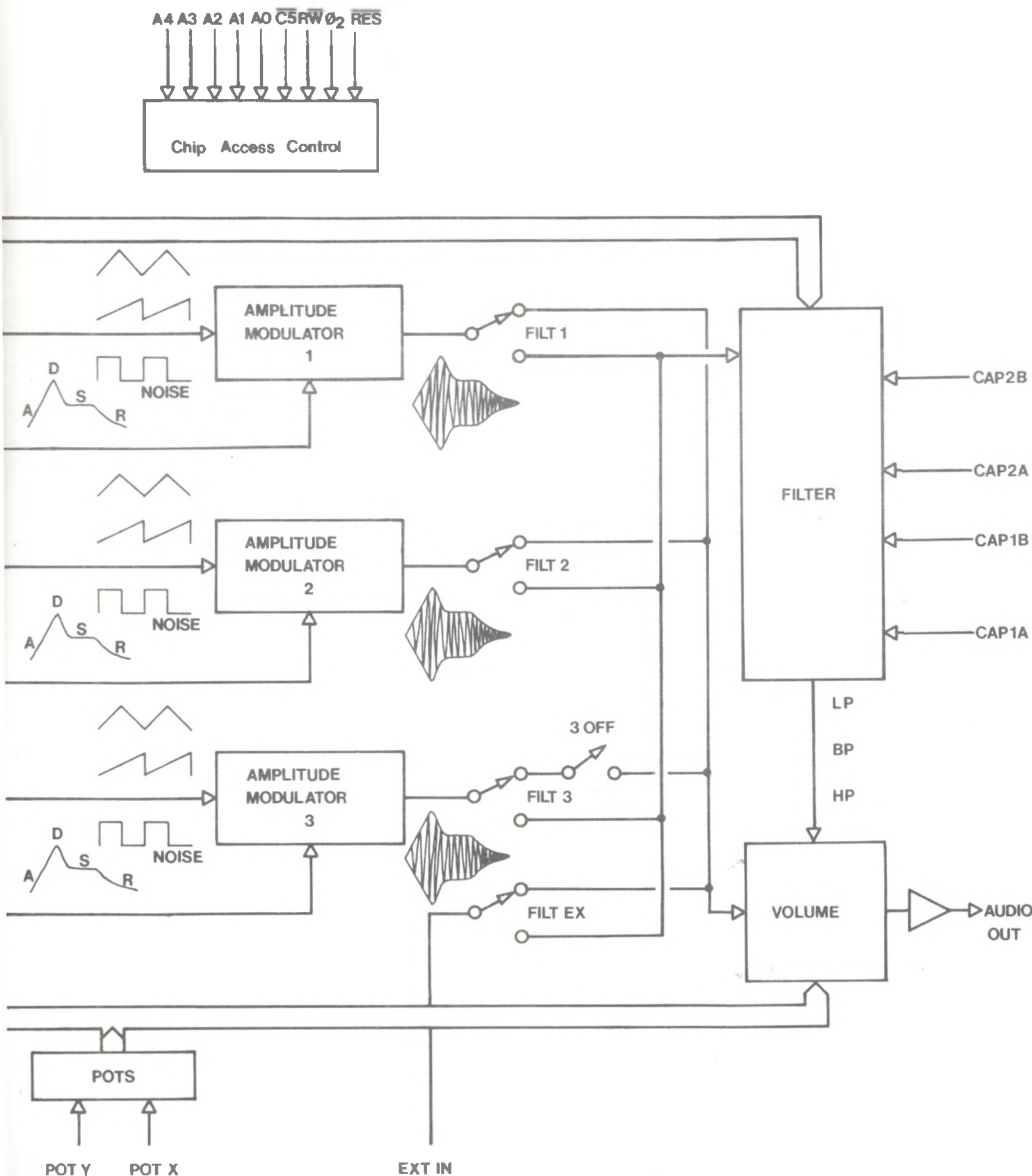 A4 A3 A2 A1 A0 C5 RW Ø2 RES
Chip Access Control
AMPLITUDE
MODULATOR
1
FILT 1
D
A
S
R
NOISE
CAP2B
CAP2A
FILTER
CAP1B
CAP1A
AMPLITUDE
MODULATOR
2
FILT 2
D
A
S
R
NOISE
LP
BP
HP
3 OFF
AMPLITUDE
MODULATOR
3
FILT 3
D
A
S
R
NOISE
FILT EX
VOLUME
AUDIO
OUT
POTS
POT Y
POT X
EXT IN